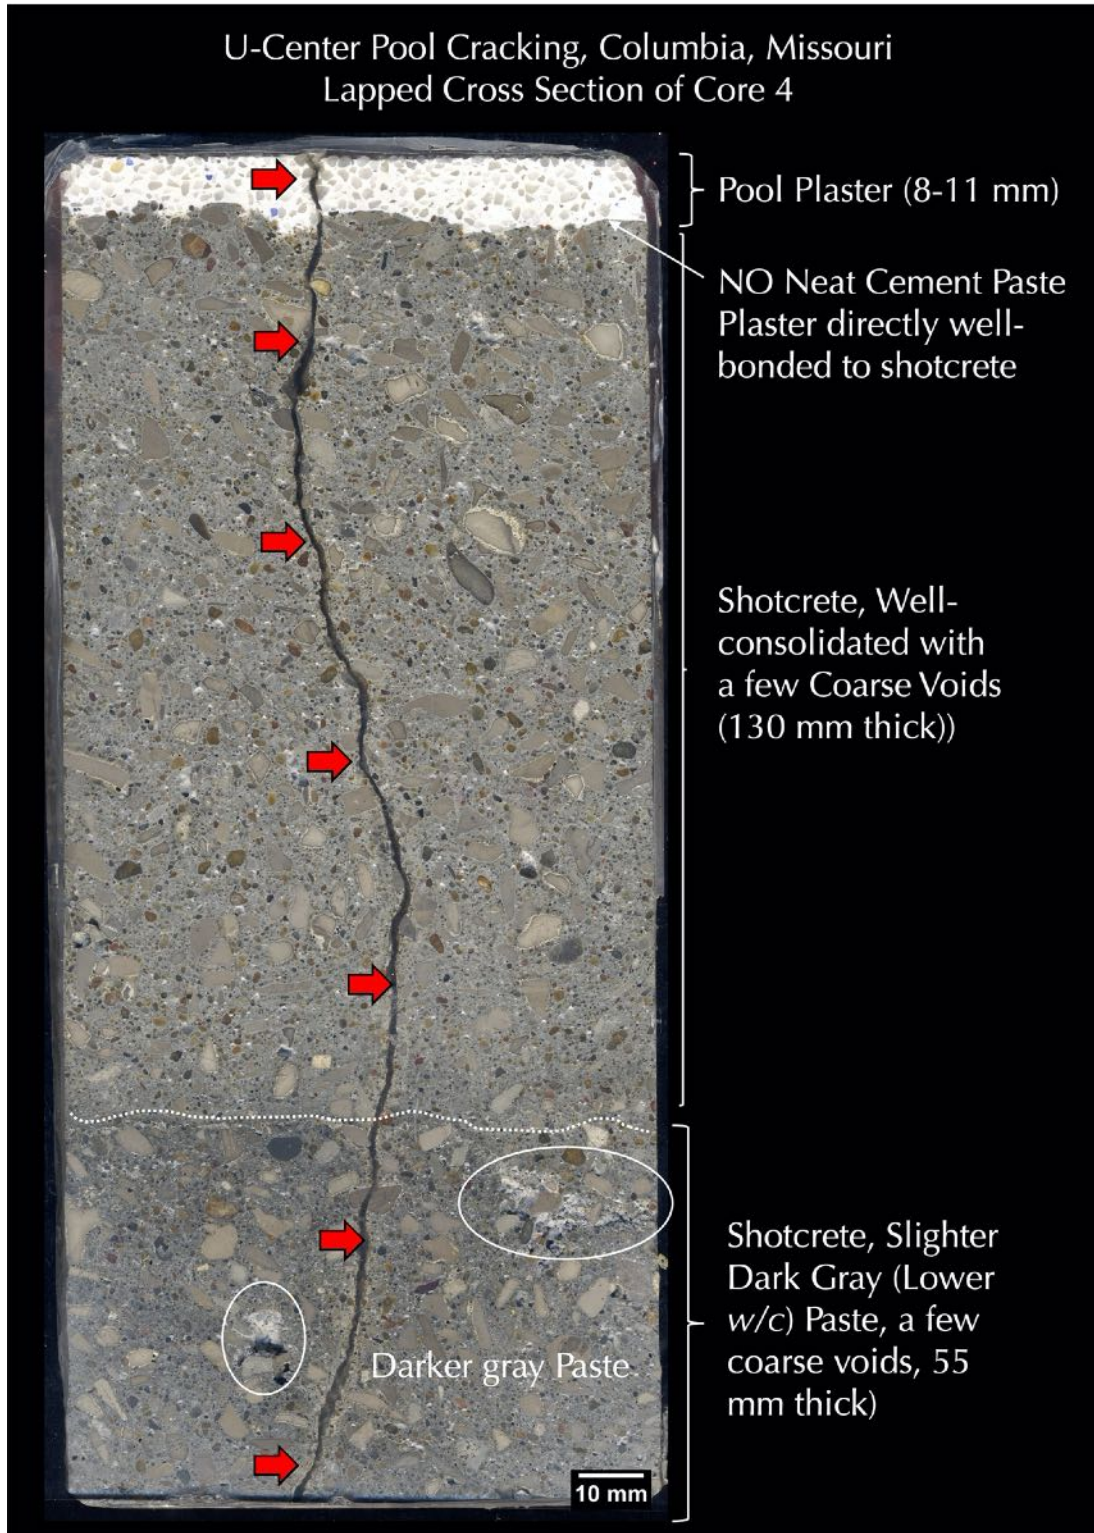 U-Center Pool Cracking, Columbia, Missouri
Lapped Cross Section of Core 4
Pool Plaster (8-11 mm)
NO Neat Cement Paste
Plaster directly well-
bonded to shotcrete
Shotcrete, Well-
consolidated with
a few Coarse Voids
(130 mm thick))
Shotcrete, Slighter
Dark Gray (Lower
w/c) Paste, a few
coarse voids, 55
mm thick)
Darker gray Paste
10 mm